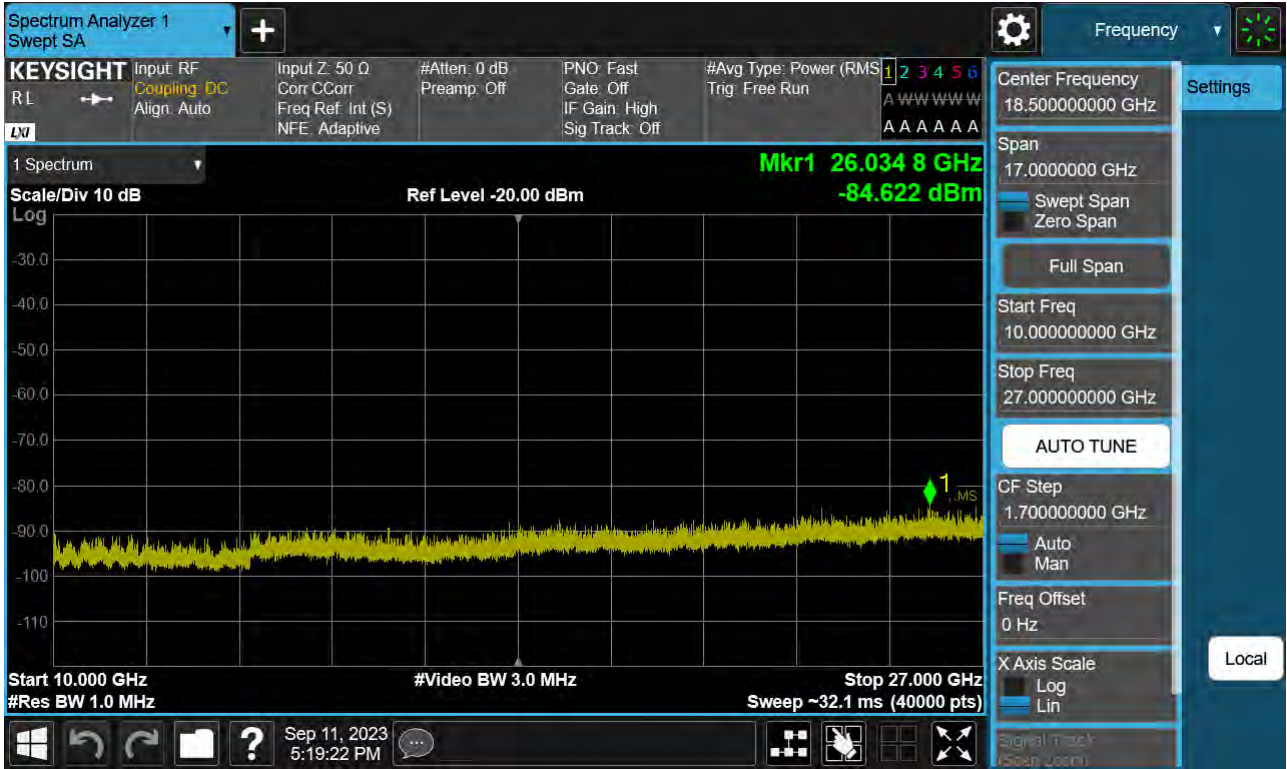 Spectrum Analyzer 1
Swept SA
+
Frequency
KEYSIGHT
RL
LXI
Input: RF
Coupling: DC
Align: Auto
Input Z: 50 Ω
Corr CCorr
Freq Ref: Int (S)
NFE: Adaptive
#Atten: 0 dB
Preamp: Off
PNO: Fast
Gate: Off
IF Gain: High
Sig Track: Off
#Avg Type: Power (RMS
Trig: Free Run
1 2 3 4 5 6
A W W W W W
A A A A A A
1 Spectrum
Scale/Div 10 dB
Ref Level -20.00 dBm
Mkr1 26.034 8 GHz
-84.622 dBm
Log
-30.0
-40.0
-50.0
-60.0
-70.0
-80.0
-90.0
-100
-110
1
MS
Start 10.000 GHz
#Video BW 3.0 MHz
Stop 27.000 GHz
#Res BW 1.0 MHz
Sweep ~32.1 ms (40000 pts)
Center Frequency
18.500000000 GHz
Span
17.0000000 GHz
Swept Span
Zero Span
Full Span
Start Freq
10.000000000 GHz
Stop Freq
27.000000000 GHz
AUTO TUNE
CF Step
1.700000000 GHz
Auto
Man
Freq Offset
0 Hz
X Axis Scale
Log
Lin
Signal Track
(Span Zoom)
Settings
Local
?
Sep 11, 2023
5:19:22 PM